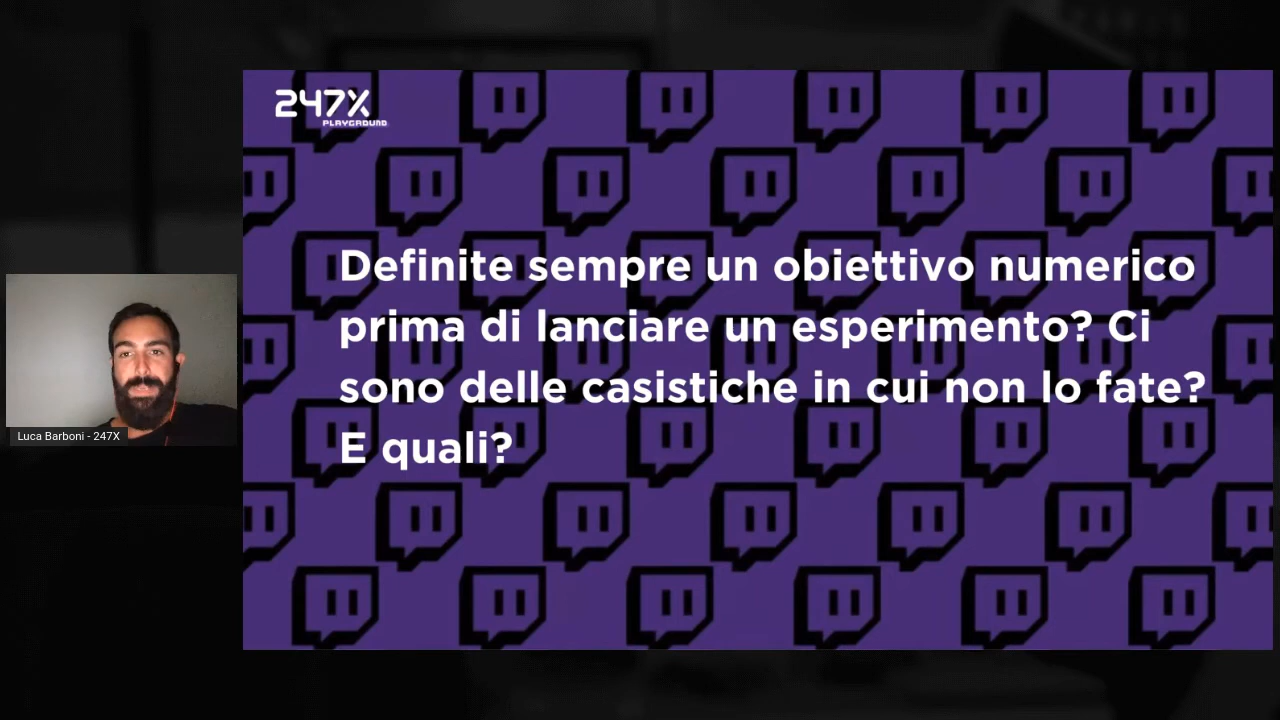 247X
PLAYGROUND
Definite sempre un obiettivo numerico
prima di lanciare un esperimento? Ci
sono delle casistiche in cui non lo fate?
E quali?
Luca Barboni - 247X